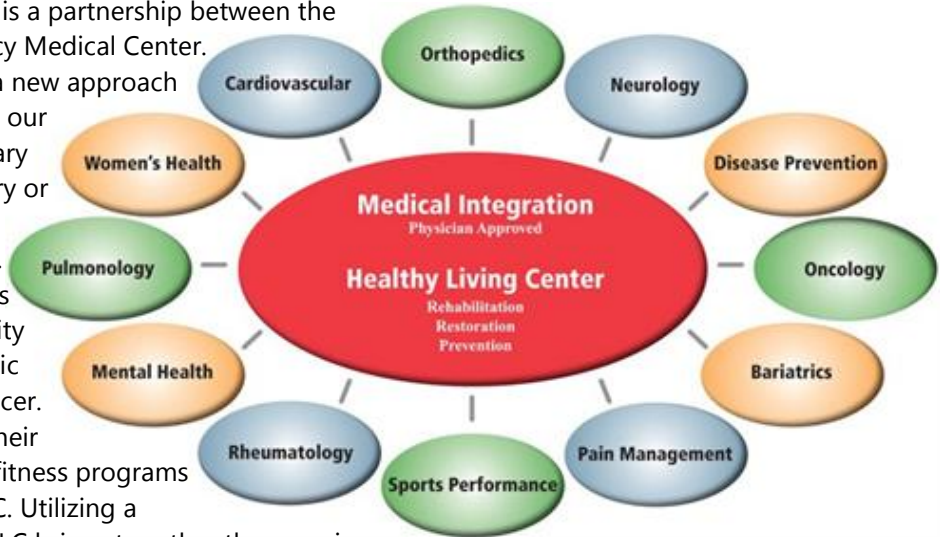 is a partnership between the
cy Medical Center.
new approach
our
ary
ry or
s
ity
ic
cer.
heir
fitness programs
C. Utilizing a
Orthopedics
Cardiovascular
Neurology
Women's Health
Disease Prevention
Pulmonology
Oncology
Mental Health
Bariatrics
Rheumatology
Pain Management
Sports Performance
Medical Integration
Physician Approved
Healthy Living Center
Rehabilitation
Restoration
Prevention